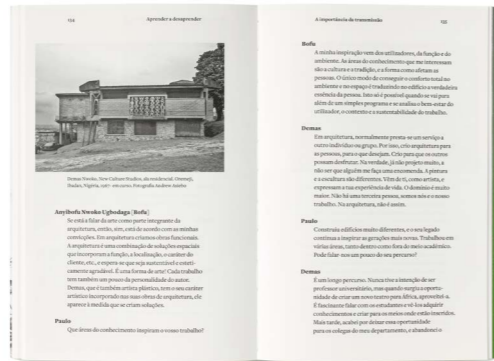 154
Aprender a desaprender
Demas Nwoko, New Culture Studios, ala residencial. Oremeji,
Ibadan, Nigéria, 1967–em curso. Fotografia Andrew Esiebo
Anyibofu Nwoko Ugbodaga [Bofu]
Se está a falar da arte como parte integrante da
arquitetura, então, sim, está de acordo com as minhas
convicções. Em arquitetura criamos obras funcionais.
A arquitetura é uma combinação de soluções espaciais
que incorporam a função, a localização, o caráter do
cliente, etc., e espera-se que seja sustentável e esteti-
camente agradável. É uma forma de arte! Cada trabalho
tem também um pouco da personalidade do autor.
Demas, que é também artista plástico, tem o seu caráter
artístico incorporado nas suas obras de arquitetura, ele
aparece à medida que se criam soluções.
Paulo
Que áreas do conhecimento inspiram o vosso trabalho?
A importância da transmissão
155
Bofu
A minha inspiração vem dos utilizadores, da função e do
ambiente. As áreas do conhecimento que me interessam
são a cultura e a tradição, e a forma como afetam as
pessoas. O único modo de conseguir o conforto total no
ambiente e no espaço é traduzindo no edifício a verdadeira
essência da pessoa. Isto só é possível quando se vai para
além de um simples programa e se analisa o bem-estar do
utilizador, o contexto e a sustentabilidade do trabalho.
Demas
Em arquitetura, normalmente presta-se um serviço a
outro indivíduo ou grupo. Por isso, crio arquitetura para
as pessoas, para o que desejam. Crio para que os outros
possam desfrutar. Na verdade, já não projeto muito, a
não ser que alguém me faça uma encomenda. A pintura
e a escultura são diferentes. Vêm de ti, como artista, e
expressam a tua experiência de vida. O domínio é muito
maior. Não há uma terceira pessoa, somos nós e o nosso
trabalho. Na arquitetura, não é assim.
Paulo
Construiu edifícios muito diferentes, e o seu legado
continua a inspirar as gerações mais novas. Trabalhou em
várias áreas, tanto dentro como fora do meio académico.
Pode falar-nos um pouco do seu percurso?
Demas
É um longo percurso. Nunca tive a intenção de ser
professor universitário, mas quando surgiu a oportu-
nidade de criar um novo teatro para África, aproveitei-a.
É fascinante falar com os estudantes e vê-los adquirir
conhecimentos e criar para os meios onde estão inseridos.
Mais tarde, acabei por deixar essa oportunidade
para os colegas do meu departamento, e abandonei o